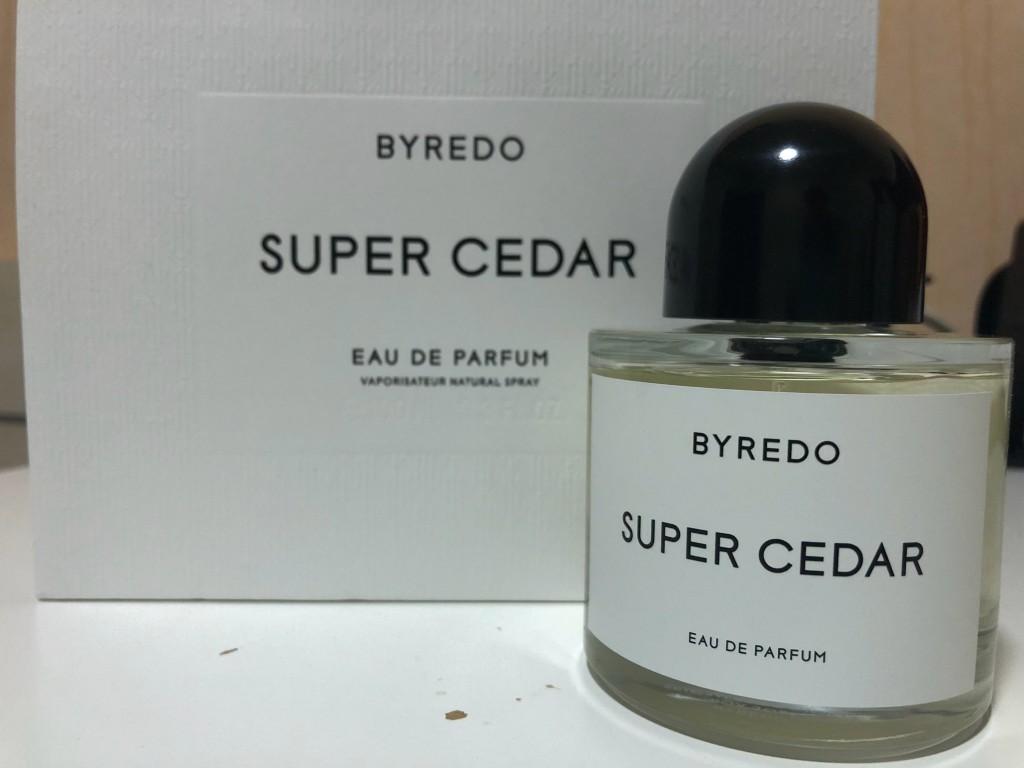 BYREDO
SUPER CEDAR
EAU DE PARFUM
VAPORISATEUR NATURAL SPRAY
BYREDO
SUPER CEDAR
EAU DE PARFUM